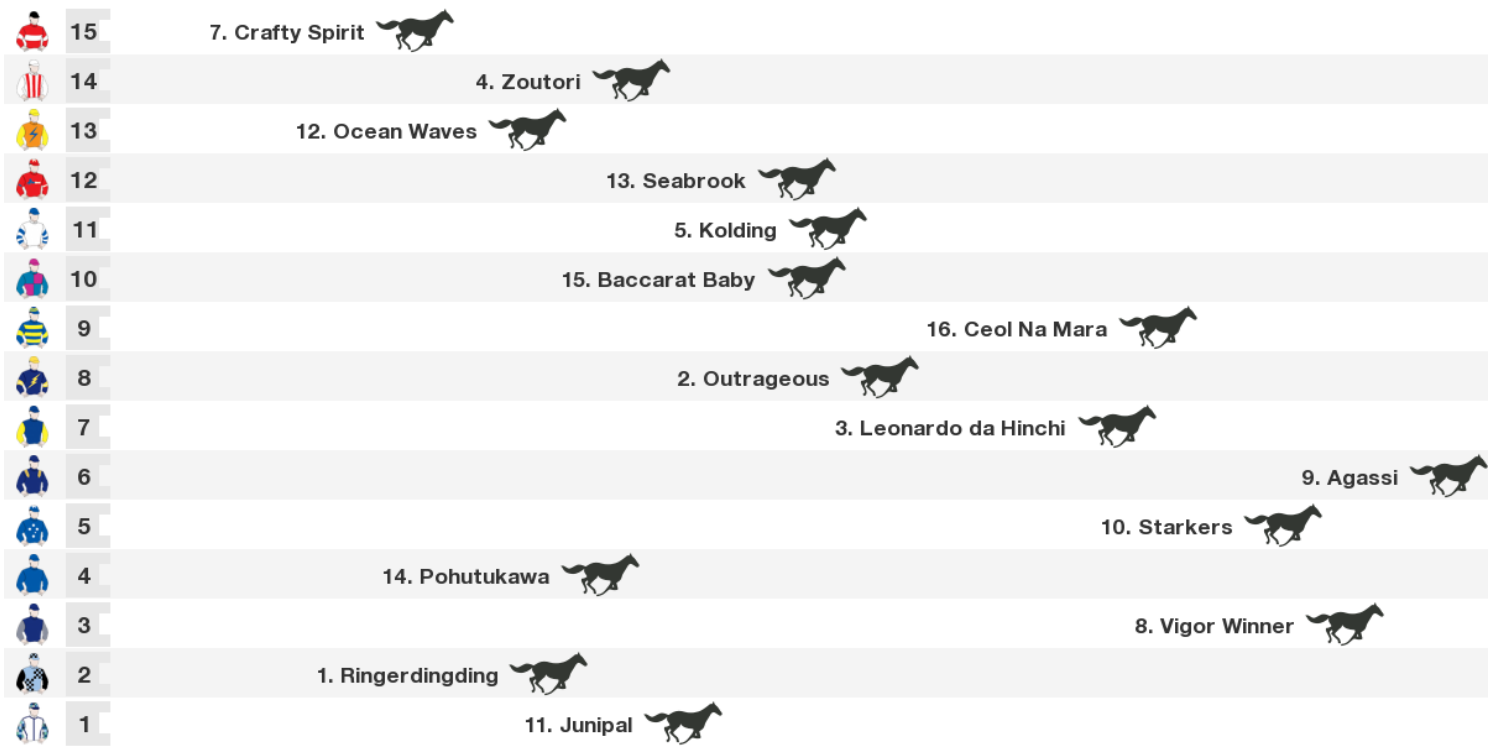 15 7. Crafty Spirit
14 4. Zoutori
13 12. Ocean Waves
12 13. Seabrook
11 5. Kolding
10 15. Baccarat Baby
9 16. Ceol Na Mara
8 2. Outrageous
7 3. Leonardo da Hinchi
6 9. Agassi
5 10. Starkers
4 14. Pohutukawa
3 8. Vigor Winner
2 1. Ringerdingding
1 11. Junipal